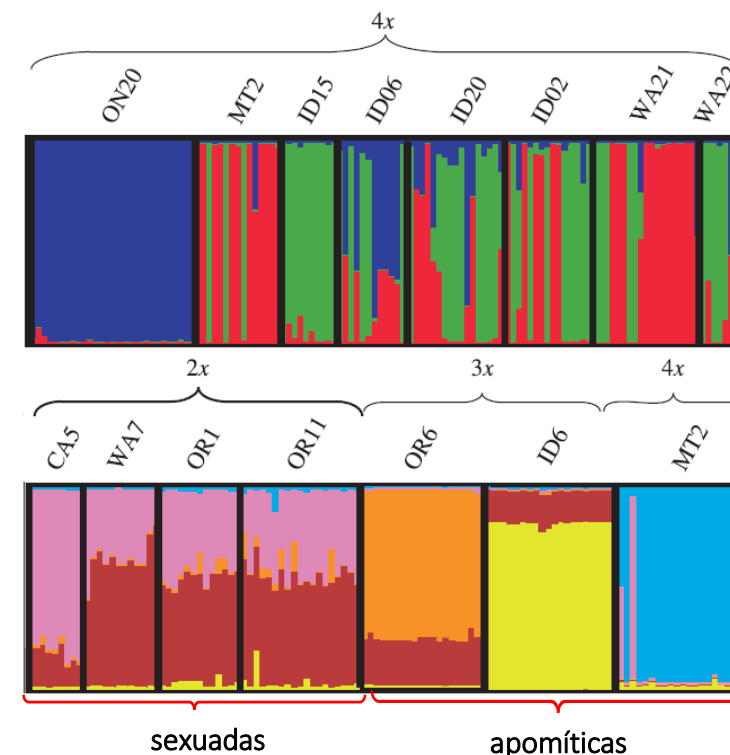 4x
ON20 MT2 ID15 ID06 ID20 ID02 WA21 WA22
2x 3x 4x
CA5 WA7 OR1 OR11 OR6 ID6 MT2
sexuadas apomíticas